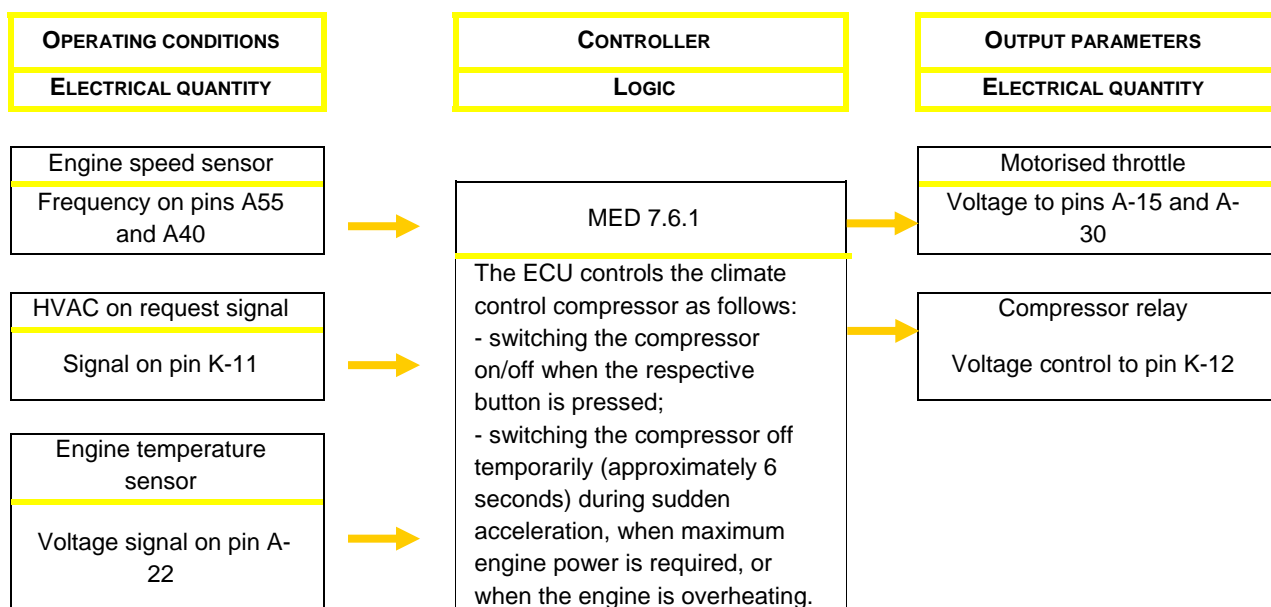 OPERATING CONDITIONS
ELECTRICAL QUANTITY
Engine speed sensor
Frequency on pins A55
and A40
HVAC on request signal
Signal on pin K-11
Engine temperature
sensor
Voltage signal on pin A-
22
CONTROLLER
LOGIC
MED 7.6.1
The ECU controls the climate
control compressor as follows:
- switching the compressor
on/off when the respective
button is pressed;
- switching the compressor off
temporarily (approximately 6
seconds) during sudden
acceleration, when maximum
engine power is required, or
when the engine is overheating.
OUTPUT PARAMETERS
ELECTRICAL QUANTITY
Motorised throttle
Voltage to pins A-15 and A-
30
Compressor relay
Voltage control to pin K-12